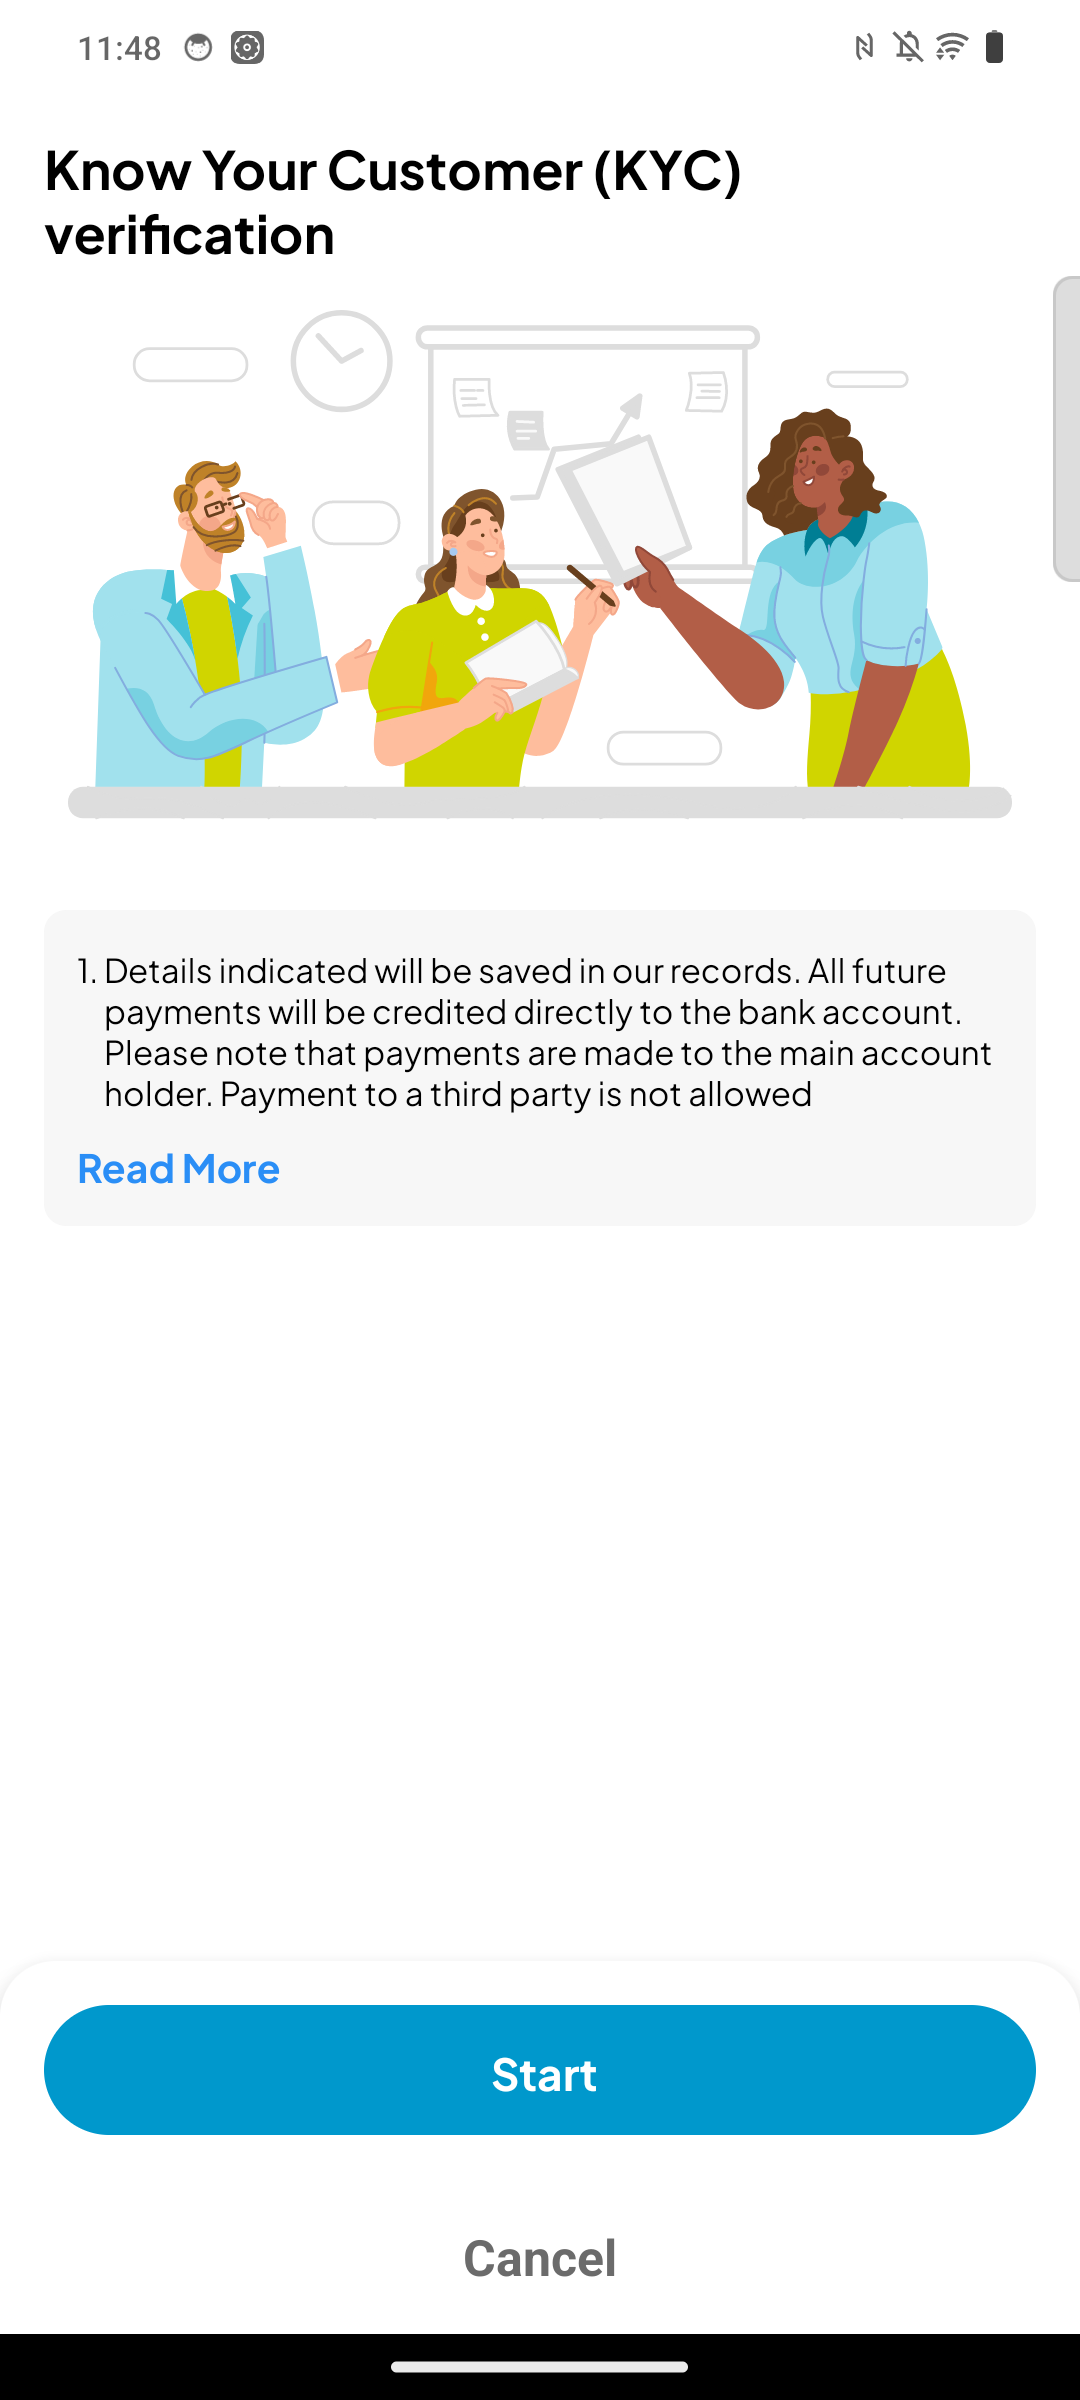 11:48
Know Your Customer (KYC)
verification
1. Details indicated will be saved in our records. All future
payments will be credited directly to the bank account.
Please note that payments are made to the main account
holder. Payment to a third party is not allowed
Read More
Start
Cancel